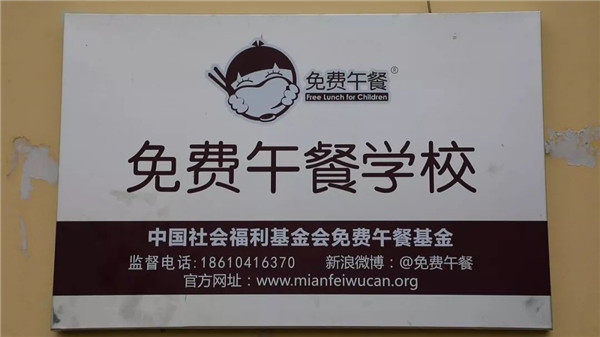 免费午餐®
Free Lunch for Children
免费午餐学校
中国社会福利基金会免费午餐基金
监督电话:18610416370 新浪微博：@免费午餐
官方网址：www.mianfeiwucan.org